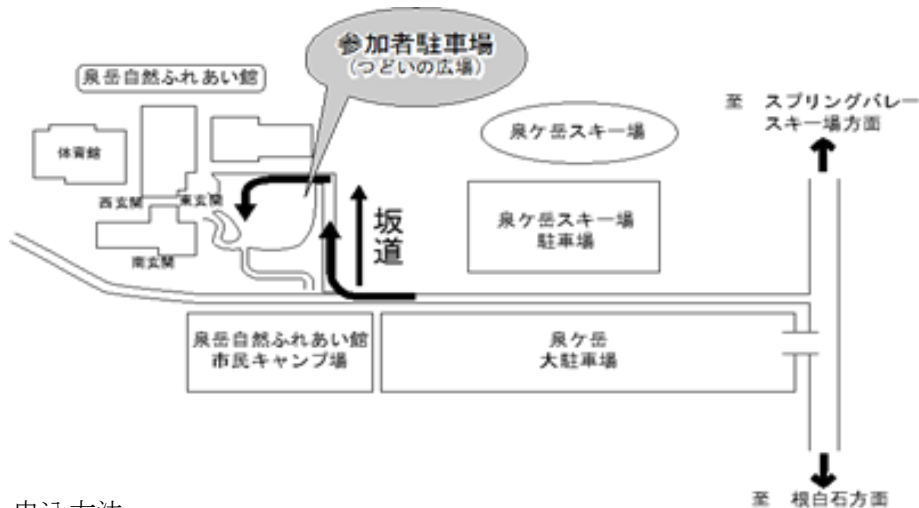 参加者駐車場
(つどいの広場)
泉岳自然ふれあい館
体育館
西玄関
東玄関
南玄関
坂道
泉ケ岳スキー場
泉ケ岳スキー場
駐車場
至 スプリングバレー
スキー場方面
泉岳自然ふれあい館
市民キャンプ場
泉ケ岳
大駐車場
至 根白石方面